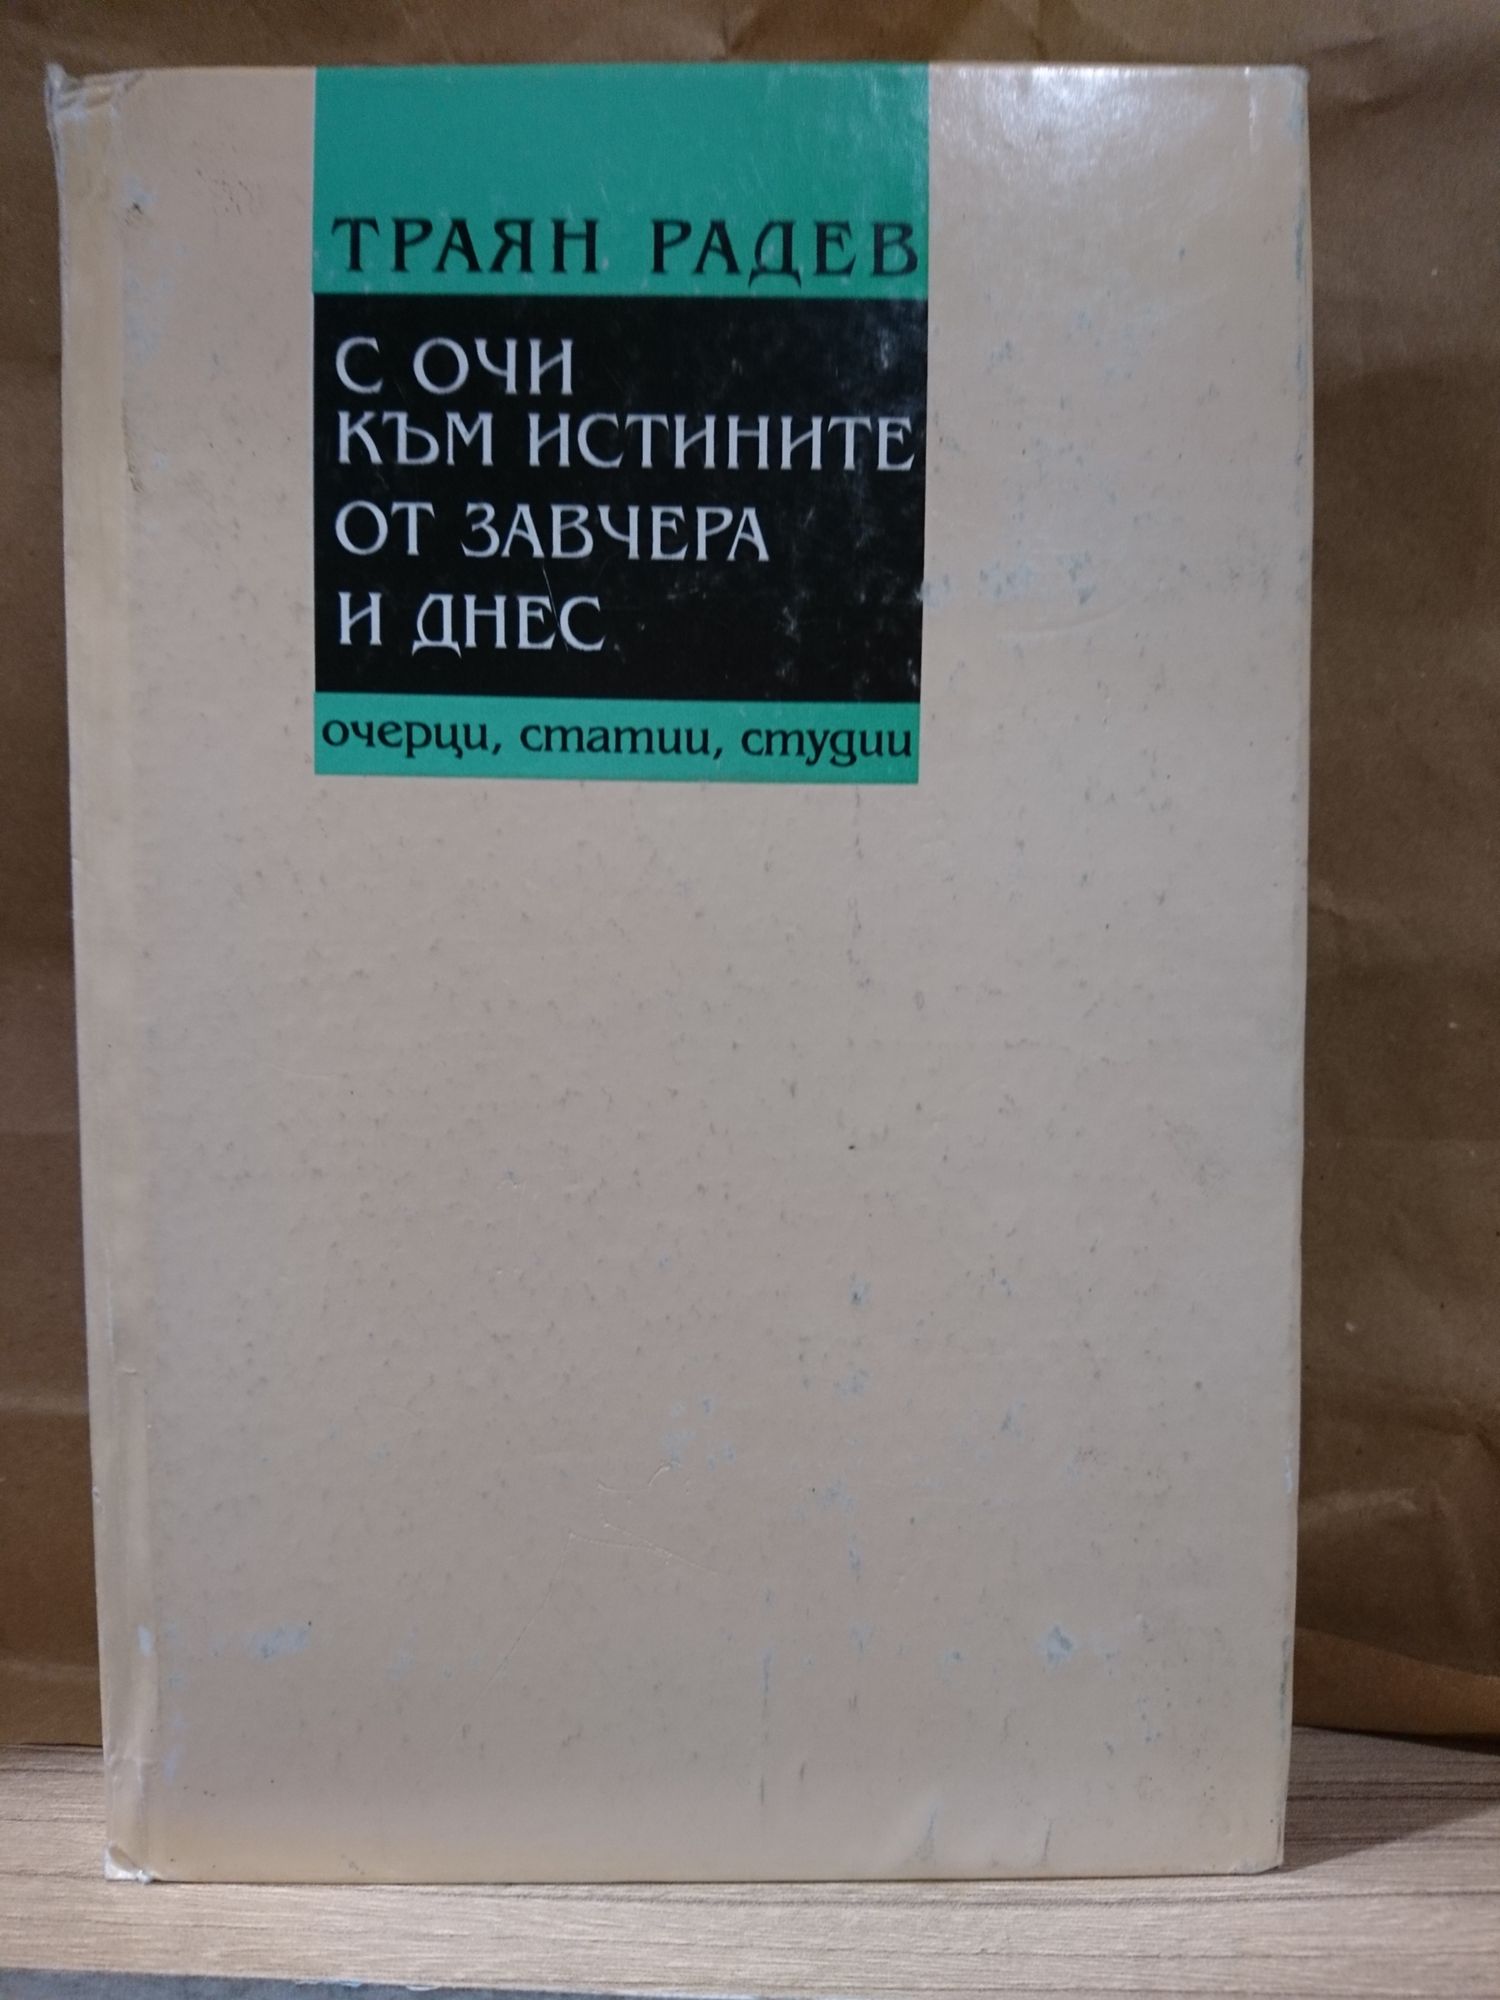 ТРАЯН РАДЕВ
С ОЧИ
КЪМ ИСТИНИТЕ
ОТ ЗАВЧЕРА
И ДНЕС
очерци, статии, студии